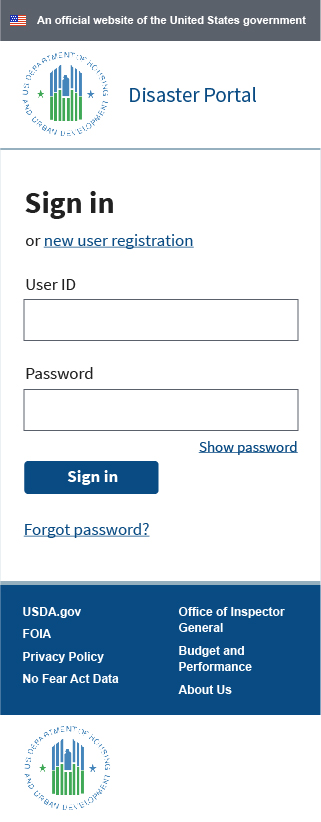 An official website of the United States government
U.S. DEPARTMENT OF HOUSING
AND URBAN DEVELOPMENT
Disaster Portal
Sign in
or new user registration
User ID
Password
Show password
Sign in
Forgot password?
USDA.gov
FOIA
Privacy Policy
No Fear Act Data
Office of Inspector
General
Budget and
Performance
About Us
U.S. DEPARTMENT OF HOUSING
AND URBAN DEVELOPMENT